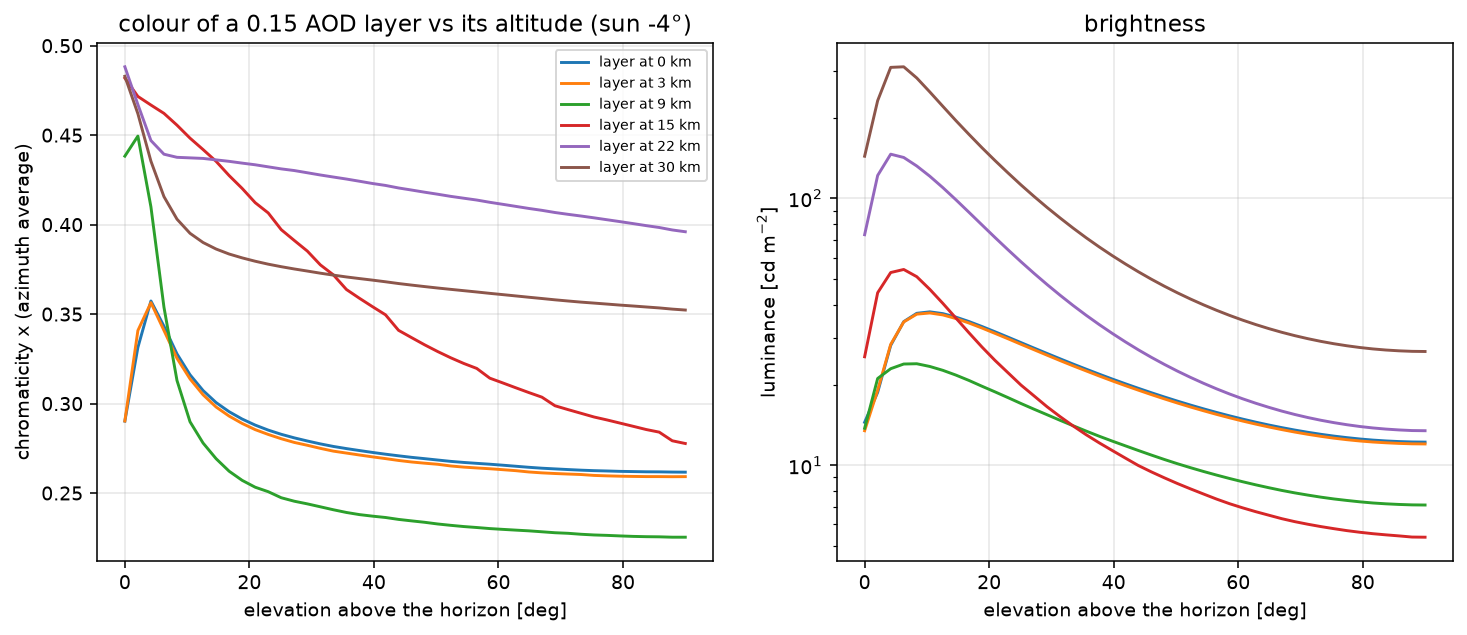 colour of a 0.15 AOD layer vs its altitude (sun -4°)
chromaticity x (azimuth average)
0.50
0.45
0.40
0.35
0.30
0.25
layer at 0 km
layer at 3 km
layer at 9 km
layer at 15 km
layer at 22 km
layer at 30 km
0 20 40 60 80
elevation above the horizon [deg]
brightness
luminance [cd m⁻²]
10²
10¹
0 20 40 60 80
elevation above the horizon [deg]